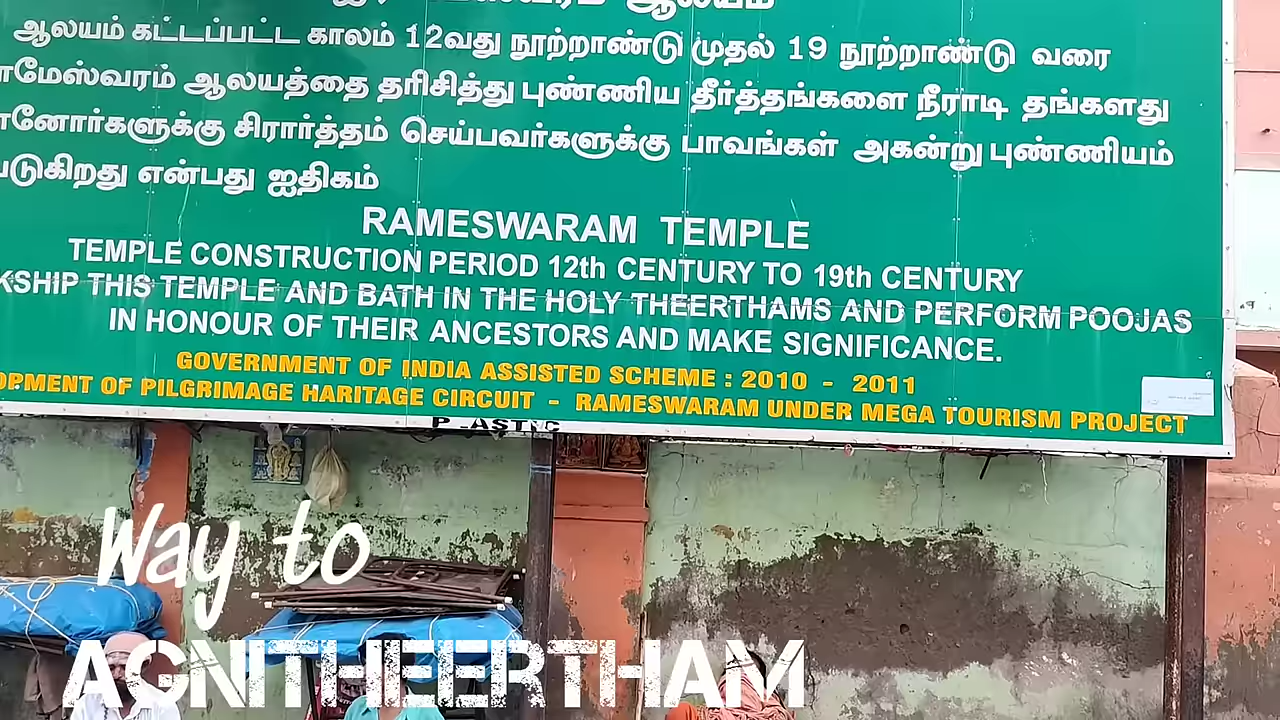 ஆலயம்
ஆலயம் கட்டப்பட்ட காலம் 12வது நூற்றாண்டு முதல் 19 நூற்றாண்டு வரை
ாமேஸ்வரம் ஆலயத்தை தரிசித்து புண்ணிய தீர்த்தங்களை நீராடி தங்களது
னோர்களுக்கு சிரார்த்தம் செய்பவர்களுக்கு பாவங்கள் அகன்று புண்ணியம்
படுகிறது என்பது ஐதிகம்
RAMESWARAM TEMPLE
TEMPLE CONSTRUCTION PERIOD 12th CENTURY TO 19th CENTURY
KSHIP THIS TEMPLE AND BATH IN THE HOLY THEERTHAMS AND PERFORM POOJAS
IN HONOUR OF THEIR ANCESTORS AND MAKE SIGNIFICANCE.
GOVERNMENT OF INDIA ASSISTED SCHEME : 2010 - 2011
OPMENT OF PILGRIMAGE HARITAGE CIRCUIT - RAMESWARAM UNDER MEGA TOURISM PROJECT
P ASTIC
Way to
AGNITHEERTHAM